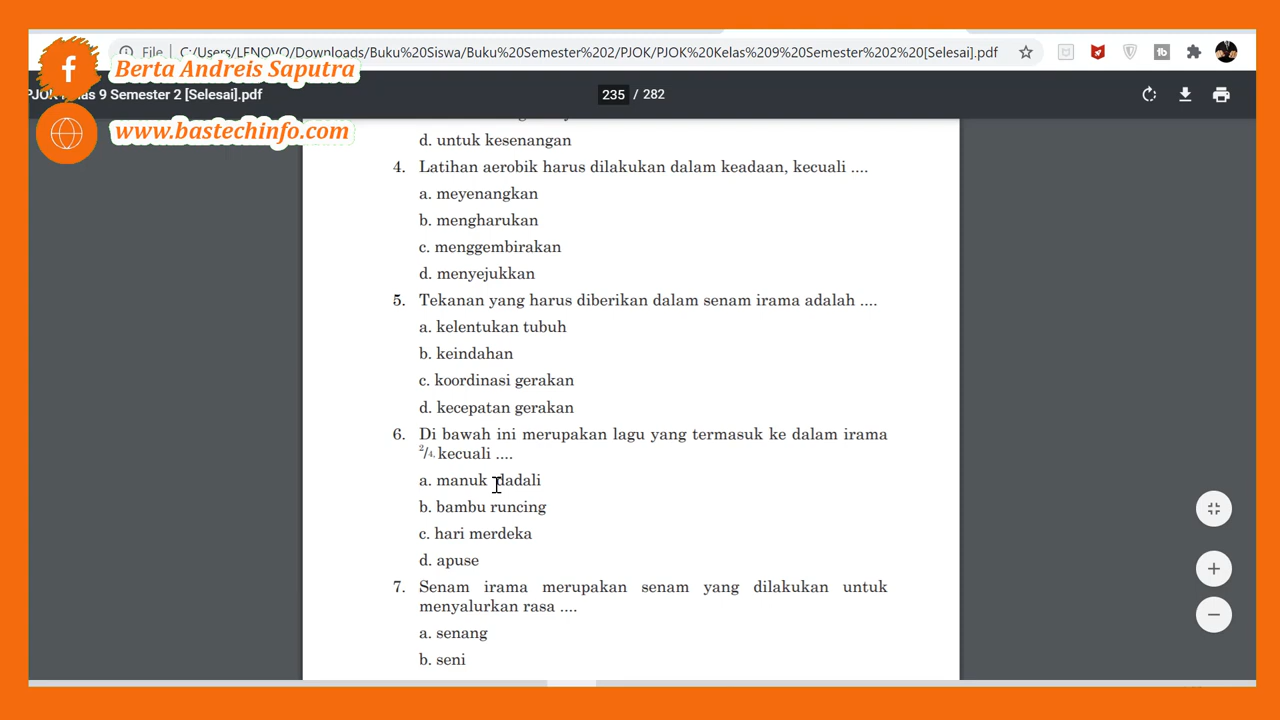 File
C:/Users/LENOVO/Downloads/Buku%20Siswa/Buku%20Semester%202/PJOK/PJOK%20Kelas%209%20Semester%202%20[Selesai].pdf
Berta Andreis Saputra
as 9 Semester 2 [Selesai].pdf
235 / 282
www.bastechinfo.com
d. untuk kesenangan
4. Latihan aerobik harus dilakukan dalam keadaan, kecuali ....
a. meyenangkan
b. mengharukan
c. menggembirakan
d. menyejukkan
5. Tekanan yang harus diberikan dalam senam irama adalah ....
a. kelentukan tubuh
b. keindahan
c. koordinasi gerakan
d. kecepatan gerakan
6. Di bawah ini merupakan lagu yang termasuk ke dalam irama
2/4, kecuali ....
a. manuk dadali
b. bambu runcing
c. hari merdeka
d. apuse
7. Senam irama merupakan senam yang dilakukan untuk
menyalurkan rasa ....
a. senang
b. seni